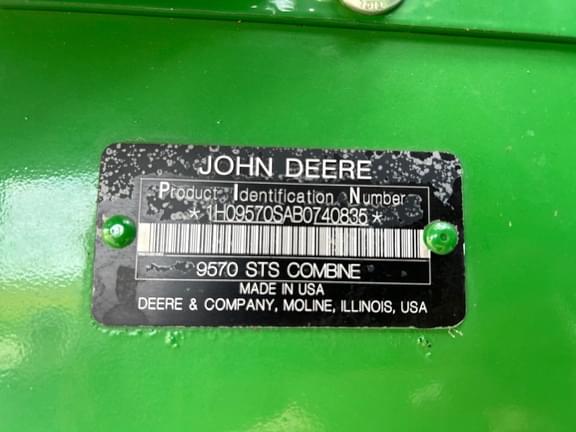 JOHN DEERE
Product Identification Number
*1H09570SAB0740835*
9570 STS COMBINE
MADE IN USA
DEERE & COMPANY, MOLINE, ILLINOIS, USA